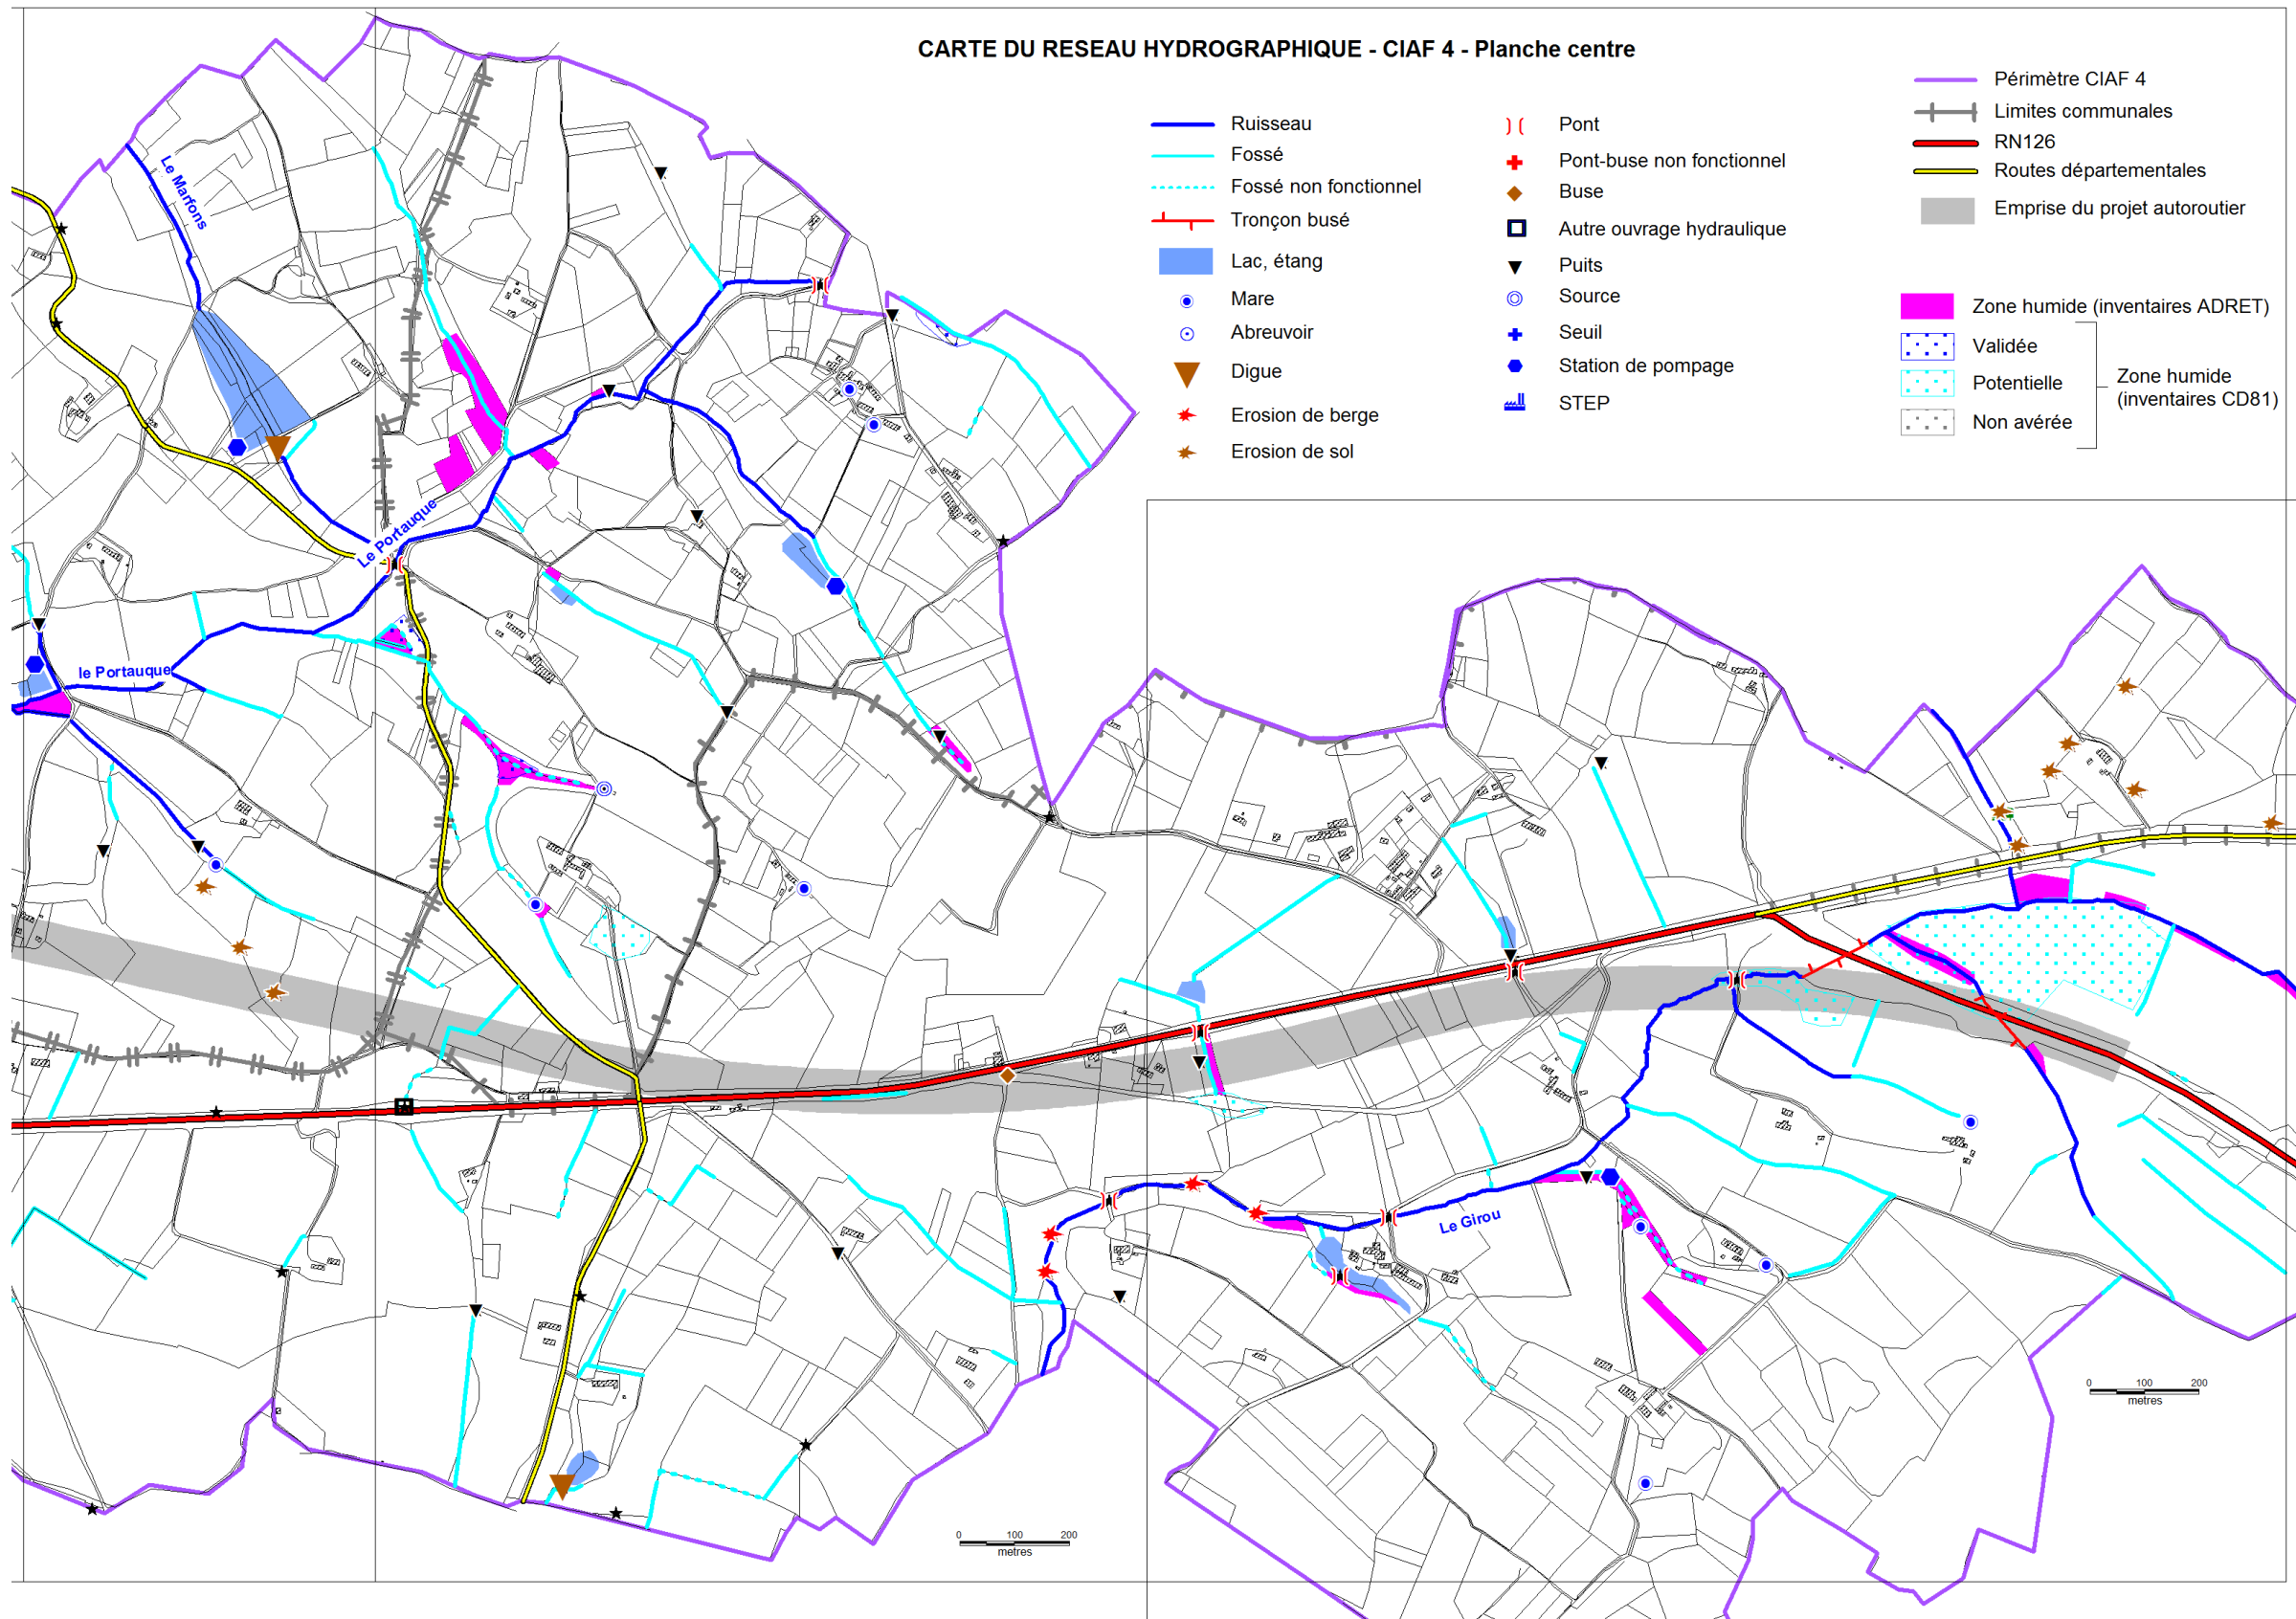 CARTE DU RESEAU HYDROGRAPHIQUE - CIAF 4 - Planche centre
Ruisseau
Fossé
Fossé non fonctionnel
Tronçon busé
Lac, étang
Mare
Abreuvoir
Digue
Erosion de berge
Erosion de sol
Pont
Pont-buse non fonctionnel
Buse
Autre ouvrage hydraulique
Puits
Source
Seuil
Station de pompage
STEP
Périmètre CIAF 4
Limites communales
RN126
Routes départementales
Emprise du projet autoroutier
Zone humide (inventaires ADRET)
Validée
Potentielle
Non avérée
Zone humide
(inventaires CD81)
Le Marfons
Le Portauque
le Portauque
Le Girou
0 100 200
metres
0 100 200
metres